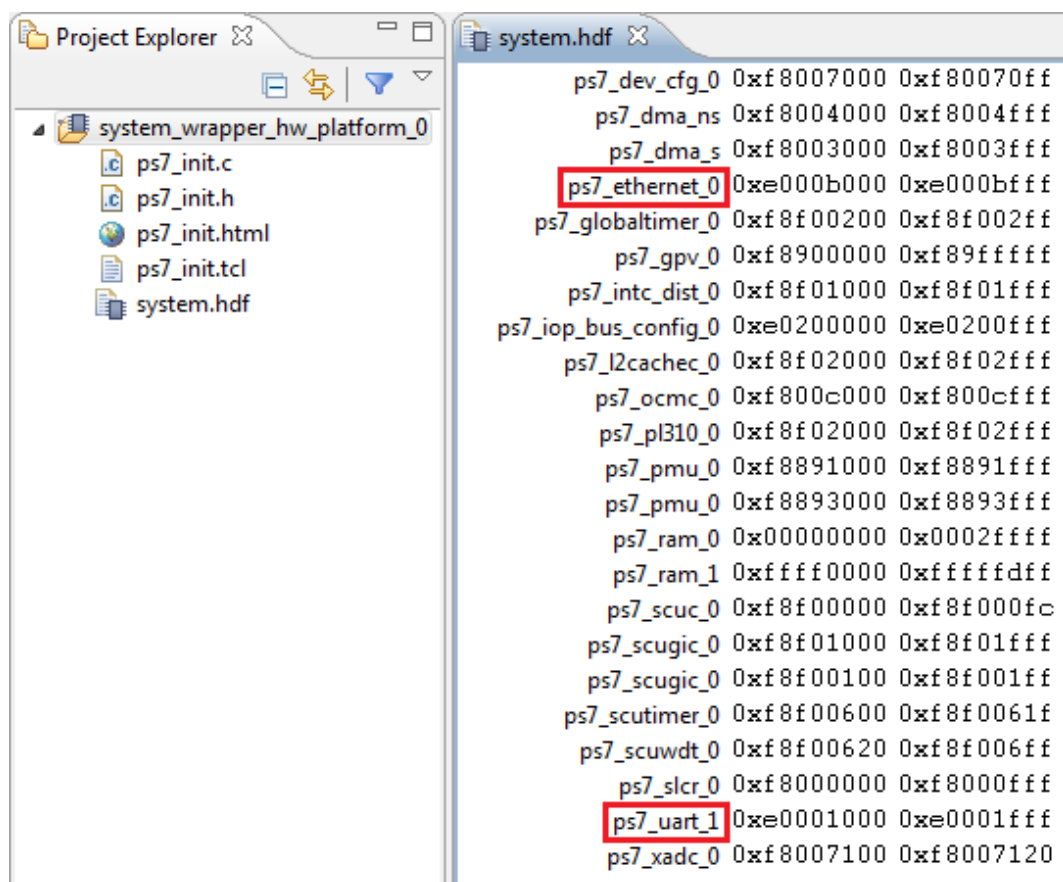 Project Explorer
system_wrapper_hw_platform_0
ps7_init.c
ps7_init.h
ps7_init.html
ps7_init.tcl
system.hdf
system.hdf
ps7_dev_cfg_0 0xf8007000 0xf80070ff
ps7_dma_ns 0xf8004000 0xf8004fff
ps7_dma_s 0xf8003000 0xf8003fff
ps7_ethernet_0 0xe000b000 0xe000bfff
ps7_globaltimer_0 0xf8f00200 0xf8f002ff
ps7_gpv_0 0xf8900000 0xf89fffff
ps7_intc_dist_0 0xf8f01000 0xf8f01fff
ps7_iop_bus_config_0 0xe0200000 0xe0200fff
ps7_l2cachec_0 0xf8f02000 0xf8f02fff
ps7_ocmc_0 0xf800c000 0xf800cfff
ps7_pl310_0 0xf8f02000 0xf8f02fff
ps7_pmu_0 0xf8891000 0xf8891fff
ps7_pmu_0 0xf8893000 0xf8893fff
ps7_ram_0 0x00000000 0x0002ffff
ps7_ram_1 0xffff0000 0xfffffdff
ps7_scuc_0 0xf8f00000 0xf8f000fc
ps7_scugic_0 0xf8f01000 0xf8f01fff
ps7_scugic_0 0xf8f00100 0xf8f001ff
ps7_scutimer_0 0xf8f00600 0xf8f0061f
ps7_scuwdt_0 0xf8f00620 0xf8f006ff
ps7_slcr_0 0xf8000000 0xf8000fff
ps7_uart_1 0xe0001000 0xe0001fff
ps7_xadc_0 0xf8007100 0xf8007120